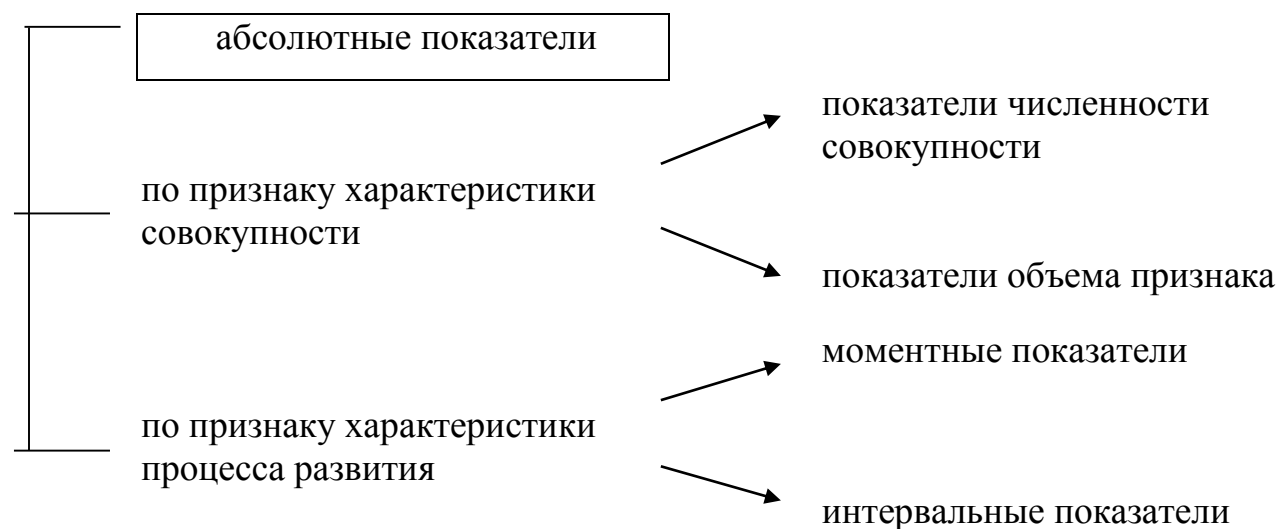 абсолютные показатели
показатели численности
совокупности
по признаку характеристики
совокупности
показатели объема признака
моментные показатели
по признаку характеристики
процесса развития
интервальные показатели